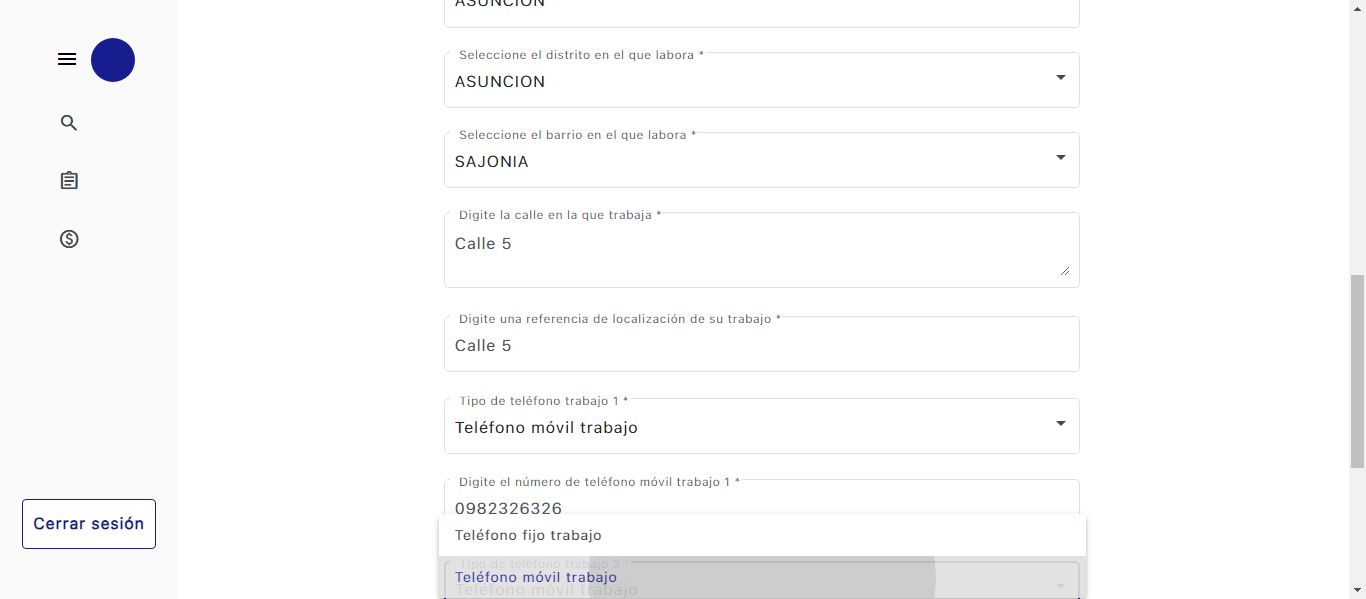 ASUNCION
Seleccione el distrito en el que labora *
ASUNCION
Seleccione el barrio en el que labora *
SAJONIA
Digite la calle en la que trabaja *
Calle 5
Digite una referencia de localización de su trabajo *
Calle 5
Tipo de teléfono trabajo 1 *
Teléfono móvil trabajo
Digite el número de teléfono móvil trabajo 1 *
0982326326
Teléfono fijo trabajo
Tipo de teléfono trabajo 2
Teléfono móvil trabajo
Teléfono móvil trabajo
Cerrar sesión